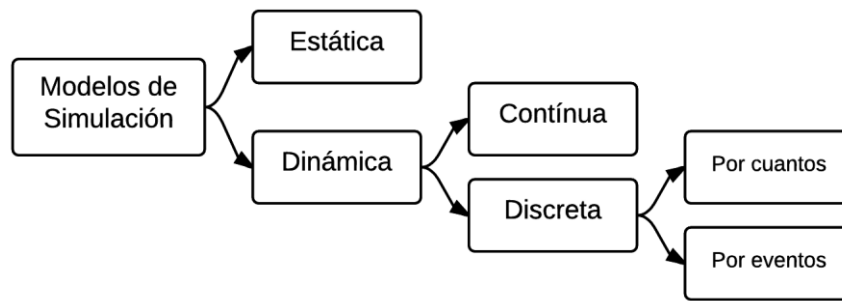 Modelos de
Simulación
Estática
Dinámica
Contínua
Discreta
Por cuantos
Por eventos